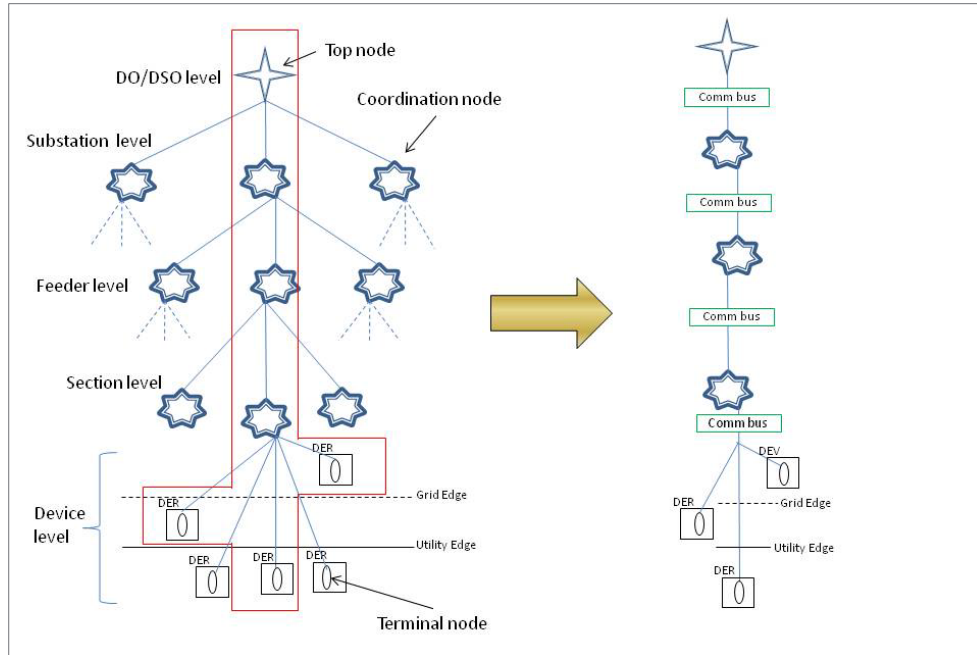 Top node
DO/DSO level
Coordination node
Substation level
Feeder level
Section level
DER
Grid Edge
DER
Device
level
Utility Edge
DER
DER
DER
Terminal node
Comm bus
Comm bus
Comm bus
Comm bus
DEV
DER
Grid Edge
Utility Edge
DER